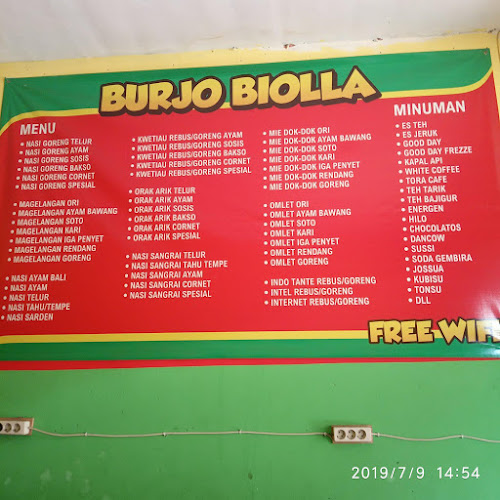 BURJO BIOLLA
MENU
• NASI GORENG TELUR
• NASI GORENG AYAM
• NASI GORENG SOSIS
• NASI GORENG BAKSO
• NASI GORENG CORNET
• NASI GORENG SPESIAL
• MAGELANGAN ORI
• MAGELANGAN AYAM BAWANG
• MAGELANGAN SOTO
• MAGELANGAN KARI
• MAGELANGAN IGA PENYET
• MAGELANGAN RENDANG
• MAGELANGAN GORENG
• NASI AYAM BALI
• NASI AYAM
• NASI TELUR
• NASI TAHU/TEMPE
• NASI SARDEN
• KWETIAU REBUS/GORENG AYAM
• KWETIAU REBUS/GORENG SOSIS
• KWETIAU REBUS/GORENG BAKSO
• KWETIAU REBUS/GORENG CORNET
• KWETIAU REBUS/GORENG SPESIAL
• ORAK ARIK TELUR
• ORAK ARIK AYAM
• ORAK ARIK SOSIS
• ORAK ARIK BAKSO
• ORAK ARIK CORNET
• ORAK ARIK SPESIAL
• NASI SANGRAI TELUR
• NASI SANGRAI TAHU TEMPE
• NASI SANGRAI AYAM
• NASI SANGRAI CORNET
• NASI SANGRAI SPESIAL
• MIE DOK-DOK ORI
• MIE DOK-DOK AYAM BAWANG
• MIE DOK-DOK SOTO
• MIE DOK-DOK KARI
• MIE DOK-DOK IGA PENYET
• MIE DOK-DOK RENDANG
• MIE DOK-DOK GORENG
• OMLET ORI
• OMLET AYAM BAWANG
• OMLET SOTO
• OMLET KARI
• OMLET IGA PENYET
• OMLET RENDANG
• OMLET GORENG
• INDO TANTE REBUS/GORENG
• INTEL REBUS/GORENG
• INTERNET REBUS/GORENG
MINUMAN
• ES TEH
• ES JERUK
• GOOD DAY
• GOOD DAY FREZZE
• KAPAL API
• WHITE COFFEE
• TORA CAFE
• TEH TARIK
• TEH BAJIGUR
• ENERGEN
• HILO
• CHOCOLATOS
• DANCOW
• SUSSI
• SODA GEMBIRA
• JOSSUA
• KUBISU
• TONSU
• DLL
FREE WIFI
2019/7/9 14:54